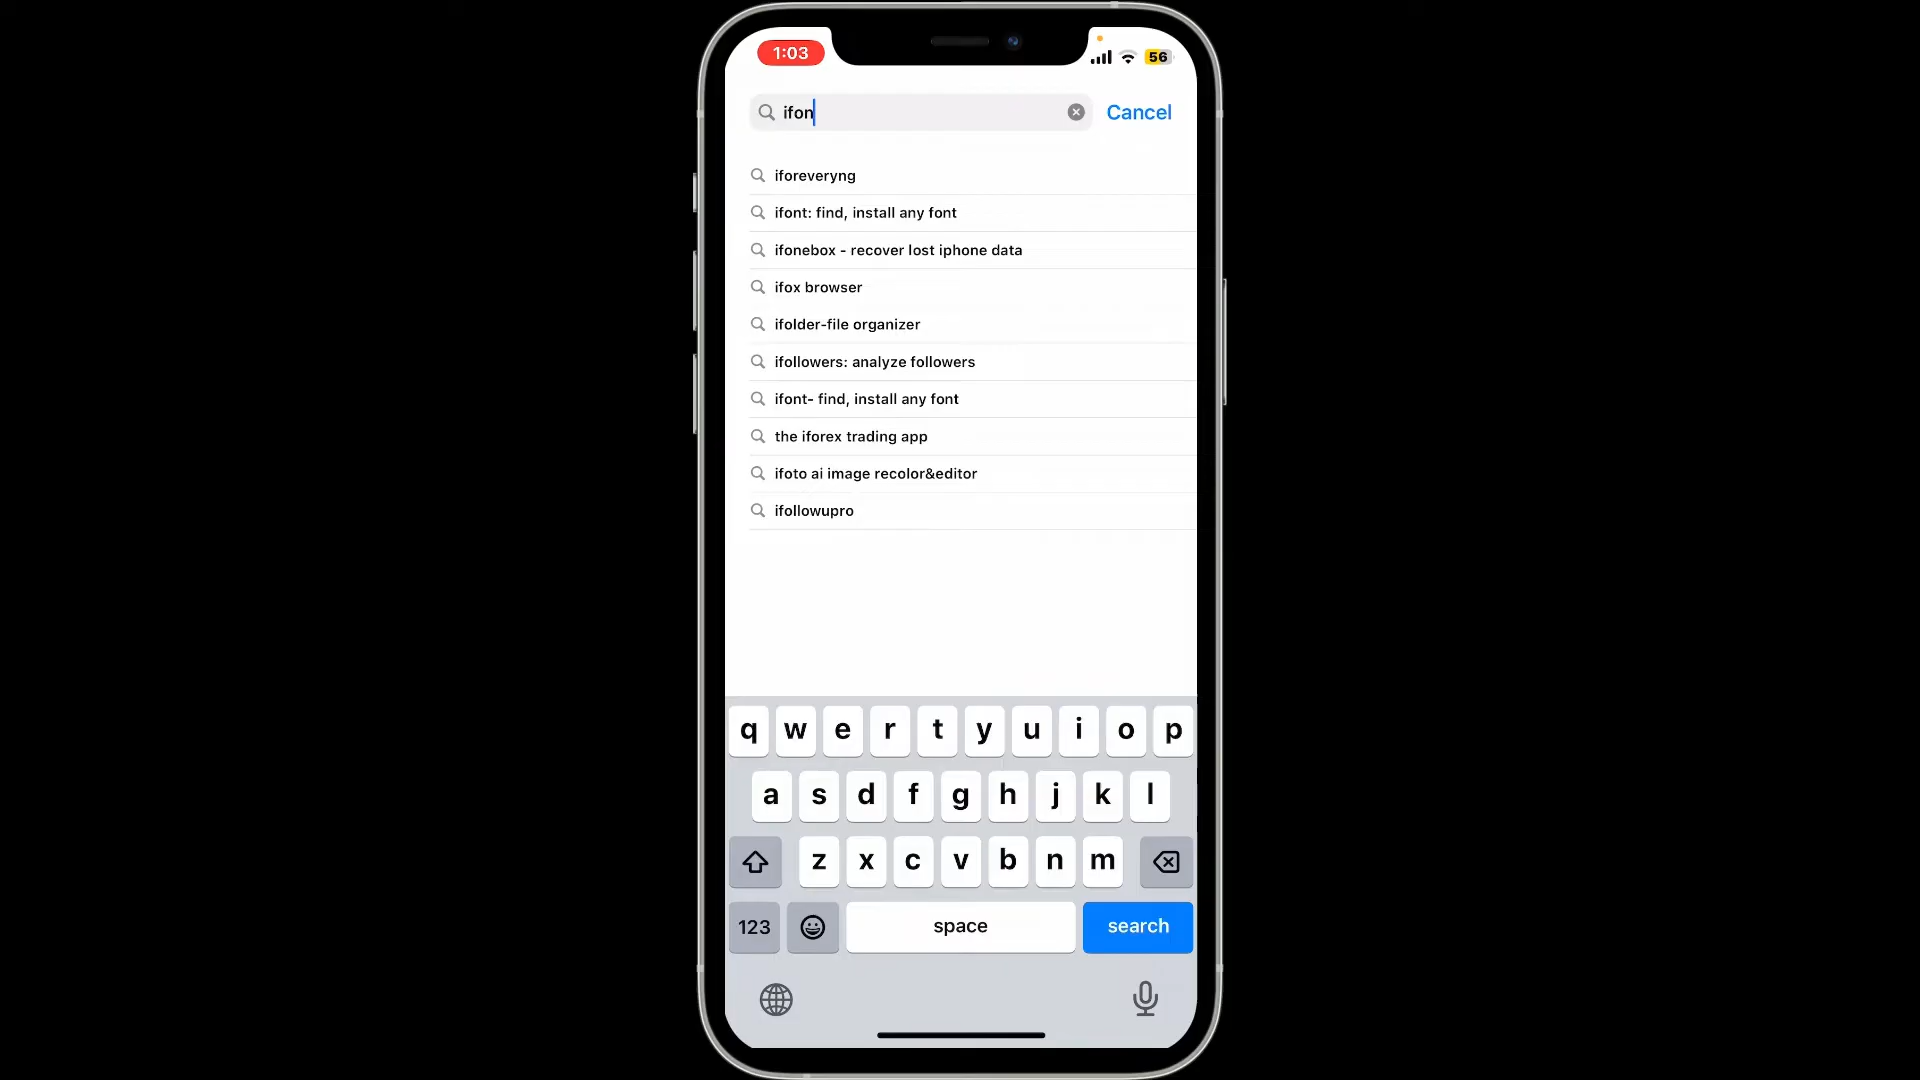 1:03
56
ifon
Cancel
iforeveryng
ifont: find, install any font
ifonebox - recover lost iphone data
ifox browser
ifolder-file organizer
ifollowers: analyze followers
ifont- find, install any font
the iforex trading app
ifoto ai image recolor&editor
ifollowupro
q w e r t y u i o p
a s d f g h j k l
z x c v b n m
123 space search